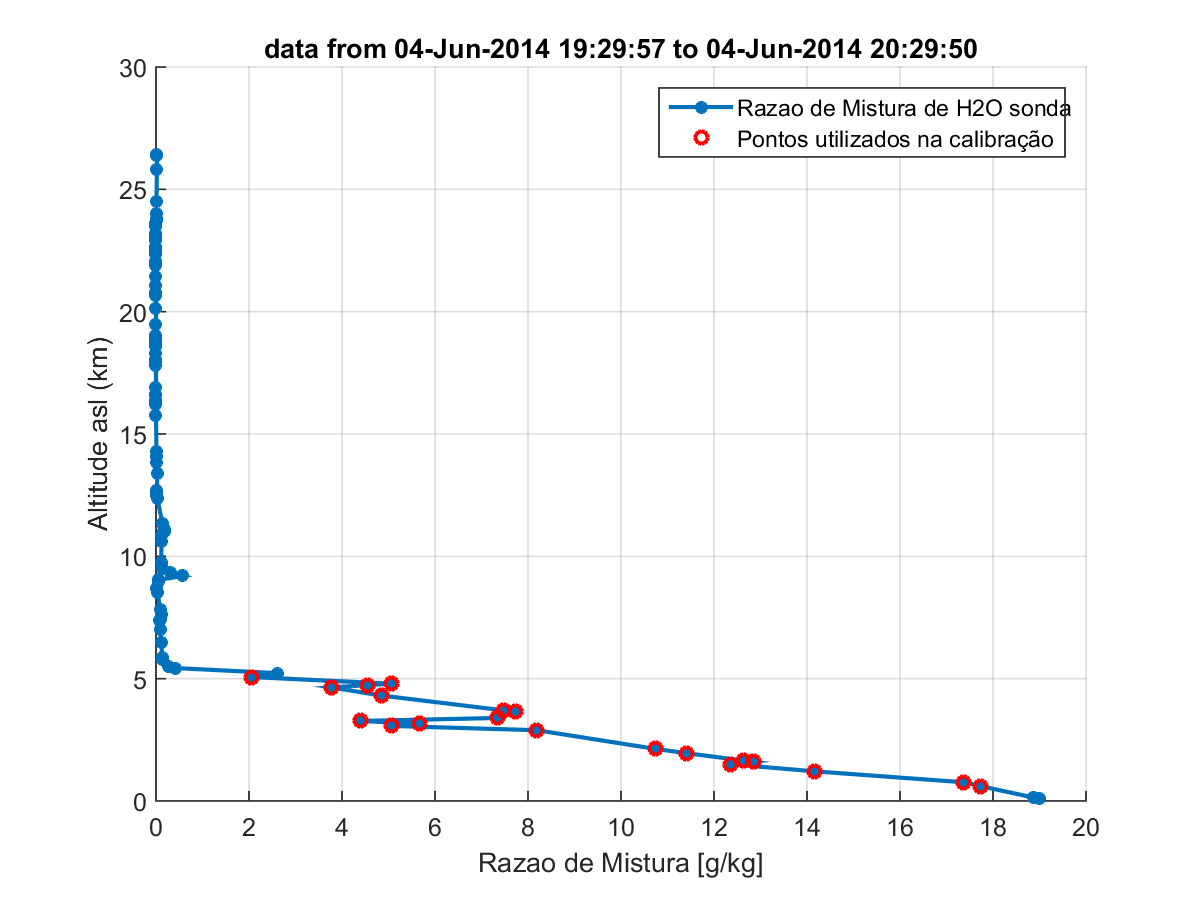 data from 04-Jun-2014 19:29:57 to 04-Jun-2014 20:29:50
30
Razao de Mistura de H2O sonda
Pontos utilizados na calibração
25
20
15
10
5
0
Altitude asl (km)
0 2 4 6 8 10 12 14 16 18 20
Razao de Mistura [g/kg]